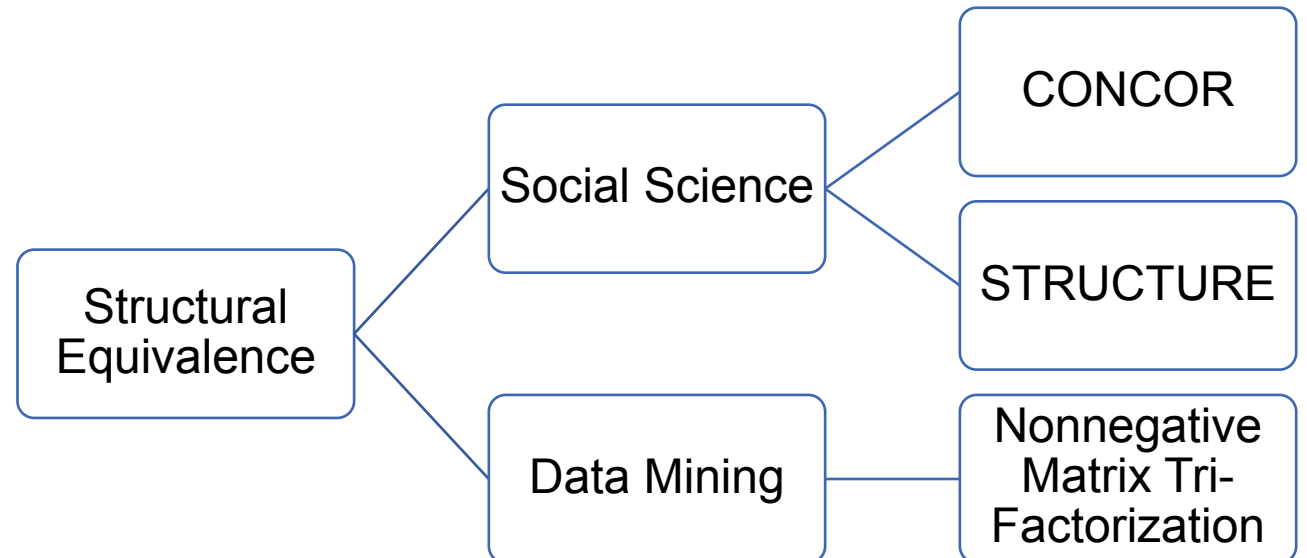 Structural
Equivalence
Social Science
CONCOR
STRUCTURE
Data Mining
Nonnegative
Matrix Tri-
Factorization